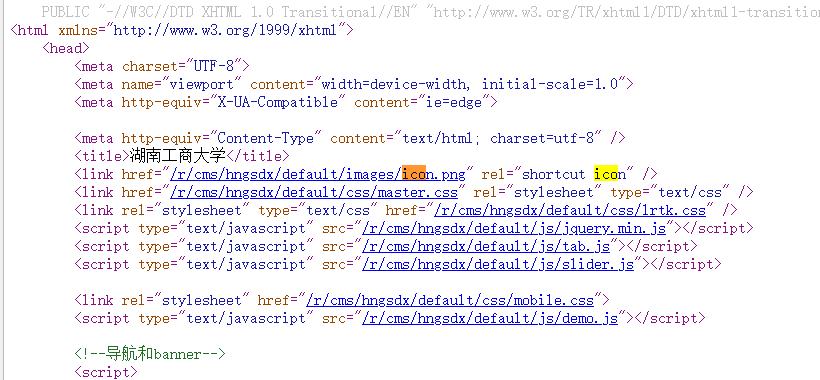 PUBLIC "-//W3C//DTD XHTML 1.0 Transitional//EN" "http://www.w3.org/TR/xhtml1/DTD/xhtml1-transition
<html xmlns="http://www.w3.org/1999/xhtml">
<head>
<meta charset="UTF-8">
<meta name="viewport" content="width=device-width, initial-scale=1.0">
<meta http-equiv="X-UA-Compatible" content="ie=edge">
<meta http-equiv="Content-Type" content="text/html; charset=utf-8" />
<title>湖南工商大学</title>
<link href="/r/cms/hngsdx/default/images/icon.png" rel="shortcut icon" />
<link href="/r/cms/hngsdx/default/css/master.css" rel="stylesheet" type="text/css" />
<link rel="stylesheet" type="text/css" href="/r/cms/hngsdx/default/css/lrtk.css" />
<script type="text/javascript" src="/r/cms/hngsdx/default/js/jquery.min.js"></script>
<script type="text/javascript" src="/r/cms/hngsdx/default/js/tab.js"></script>
<script type="text/javascript" src="/r/cms/hngsdx/default/js/slider.js"></script>
<link rel="stylesheet" href="/r/cms/hngsdx/default/css/mobile.css">
<script type="text/javascript" src="/r/cms/hngsdx/default/js/demo.js"></script>
<!--导航和banner-->
<script>